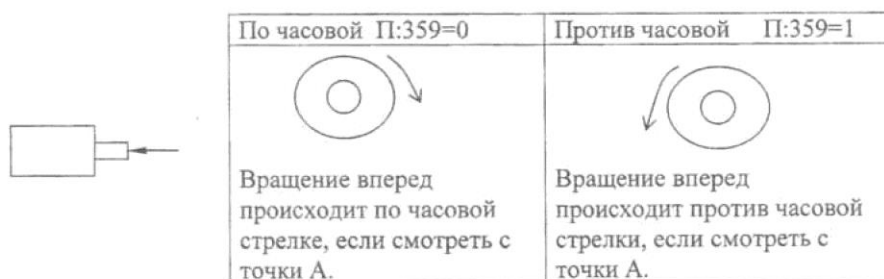 По часовой П:359=0
Против часовой П:359=1
Вращение вперед
происходит по часовой
стрелке, если смотреть с
точки А.
Вращение вперед
происходит против часовой
стрелки, если смотреть с
точки А.